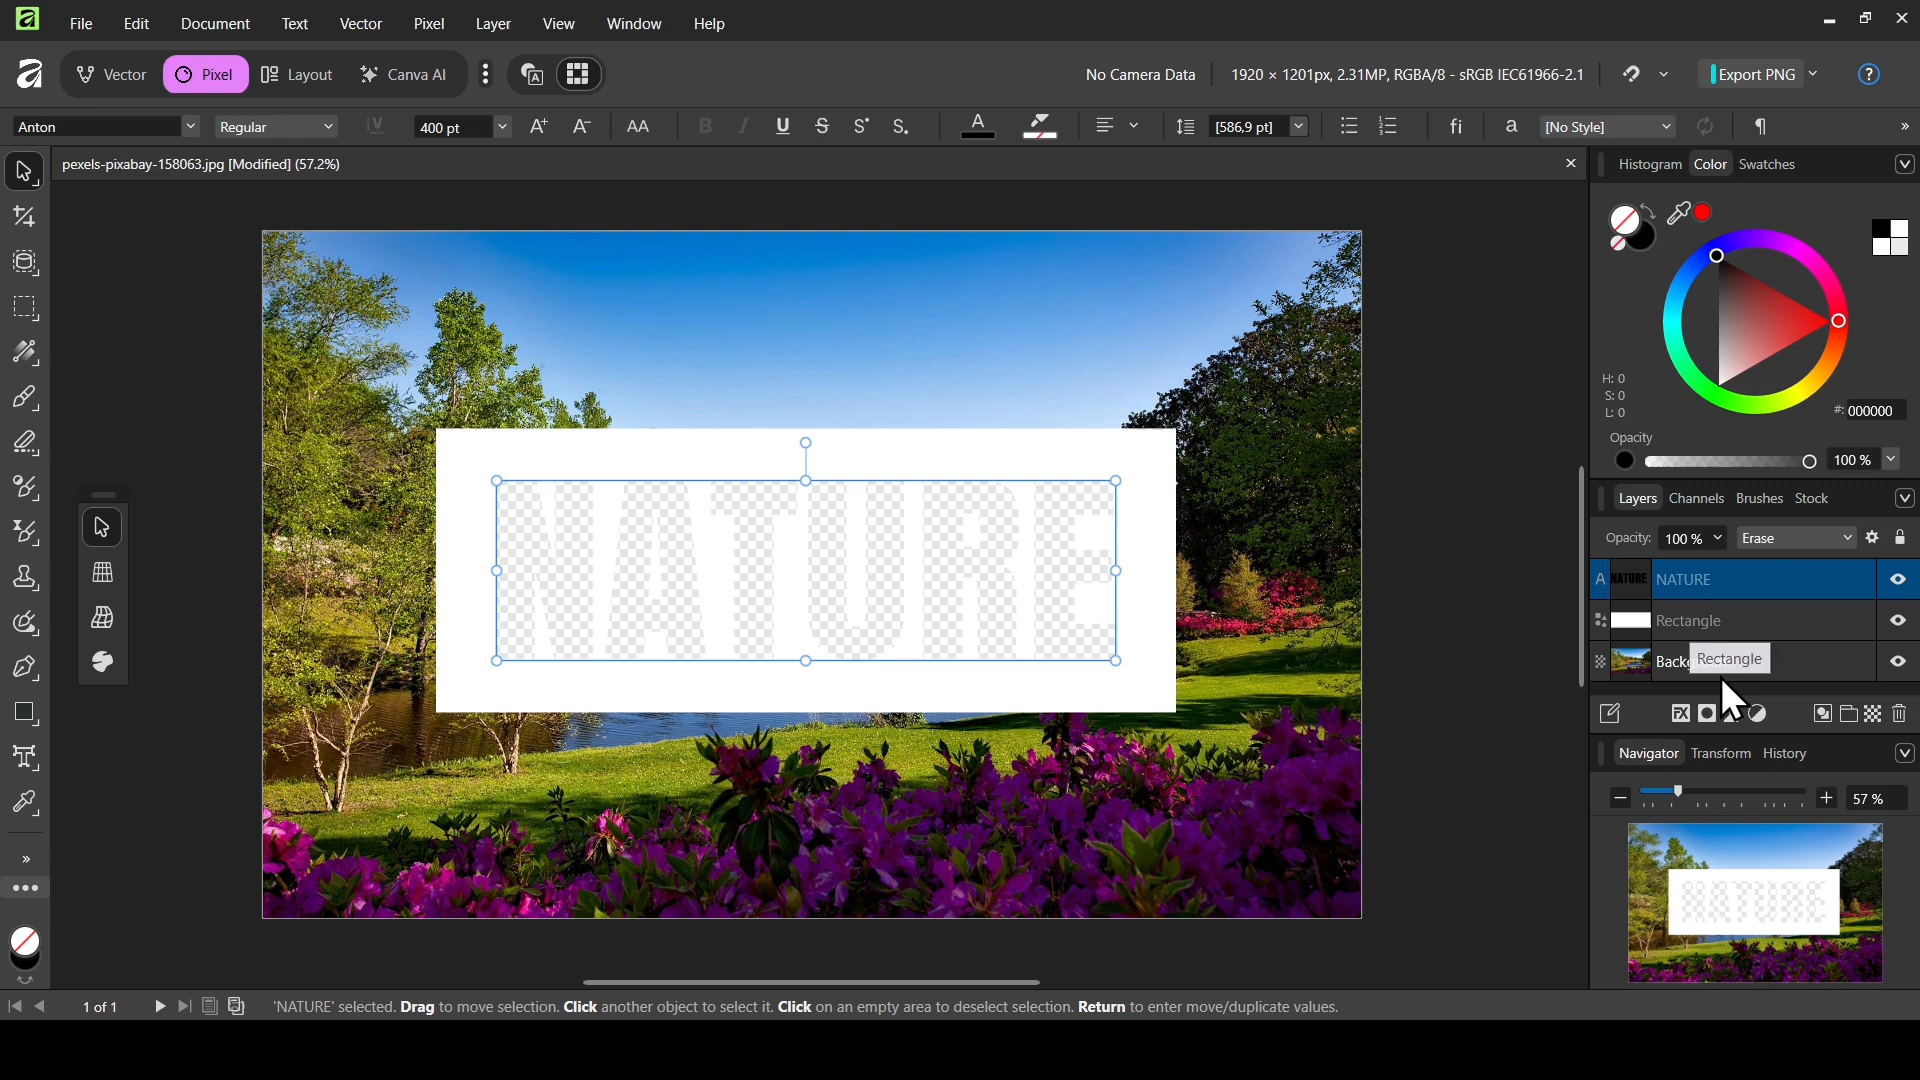 File Edit Document Text Vector Pixel Layer View Window Help
Vector Pixel Layout Canva AI No Camera Data 1920 × 1201px, 2.31MP, RGBA/8 - sRGB IEC61966-2.1 Export PNG ?
Anton Regular 400 pt A+ A- AA B I U S S S. A [586,9 pt] fi a [No Style] ¶ »
pexels-pixabay-158063.jpg [Modified] (57.2%)
Histogram Color Swatches
H: 0
S: 0
L: 0
#: 000000
Opacity
100 %
NATURE
Layers Channels Brushes Stock
Opacity: 100 % Erase
A NATURE NATURE
Rectangle
Rectangle
Navigator Transform History
57 %
NATURE
1 of 1 'NATURE' selected. Drag to move selection. Click another object to select it. Click on an empty area to deselect selection. Return to enter move/duplicate values.